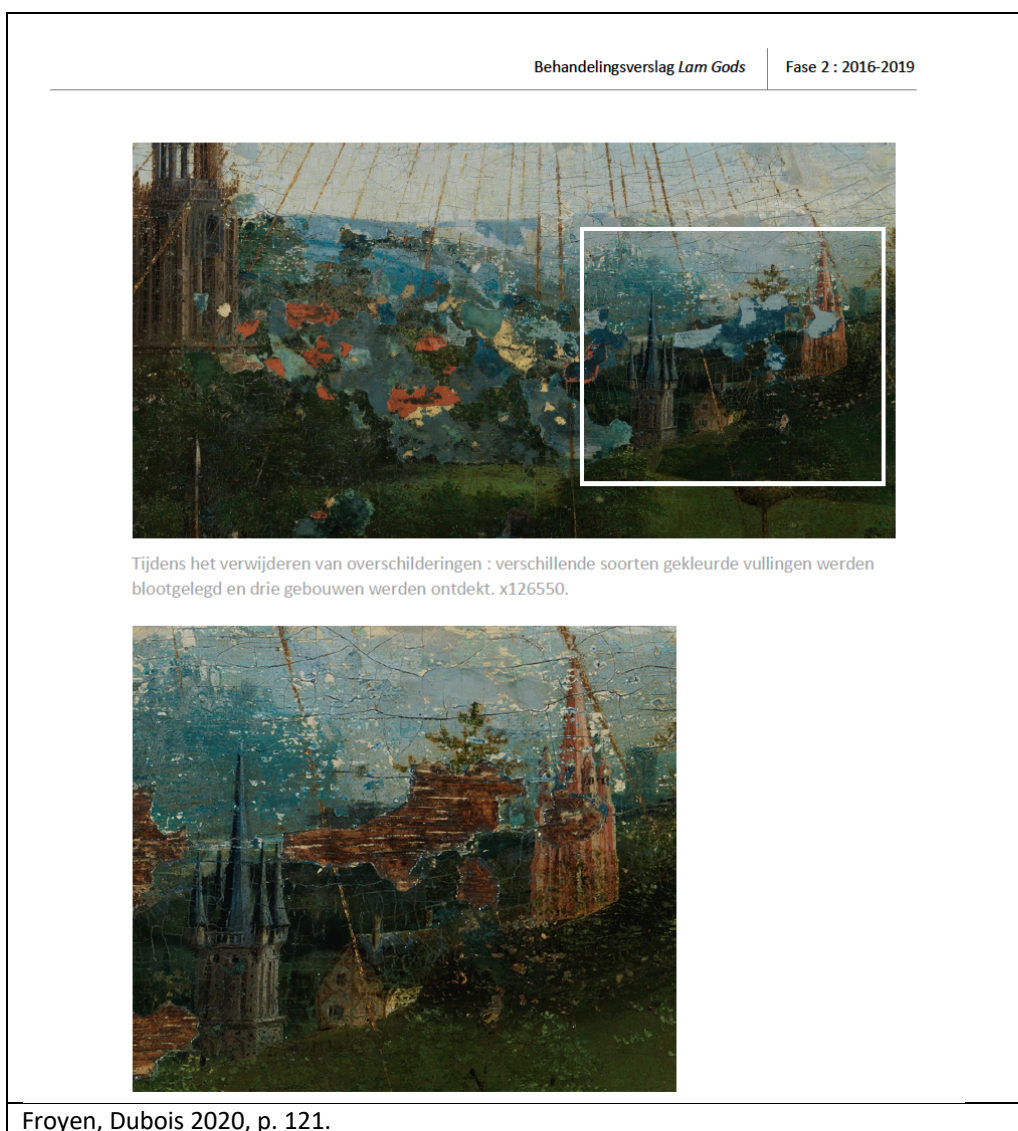 Behandelingsverslag Lam Gods Fase 2 : 2016-2019
Tijdens het verwijderen van overschilderingen : verschillende soorten gekleurde vullingen werden
blootgelegd en drie gebouwen werden ontdekt. x126550.
Froyen, Dubois 2020, p. 121.